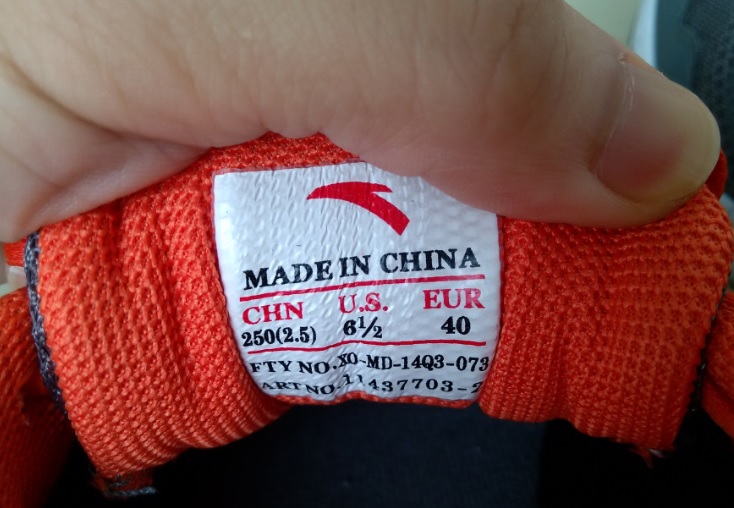 MADE IN CHINA
CHN U.S. EUR
250(2.5) 6½ 40
FTY NO.XO-MD-14Q3-073
ART NO.11437703-2